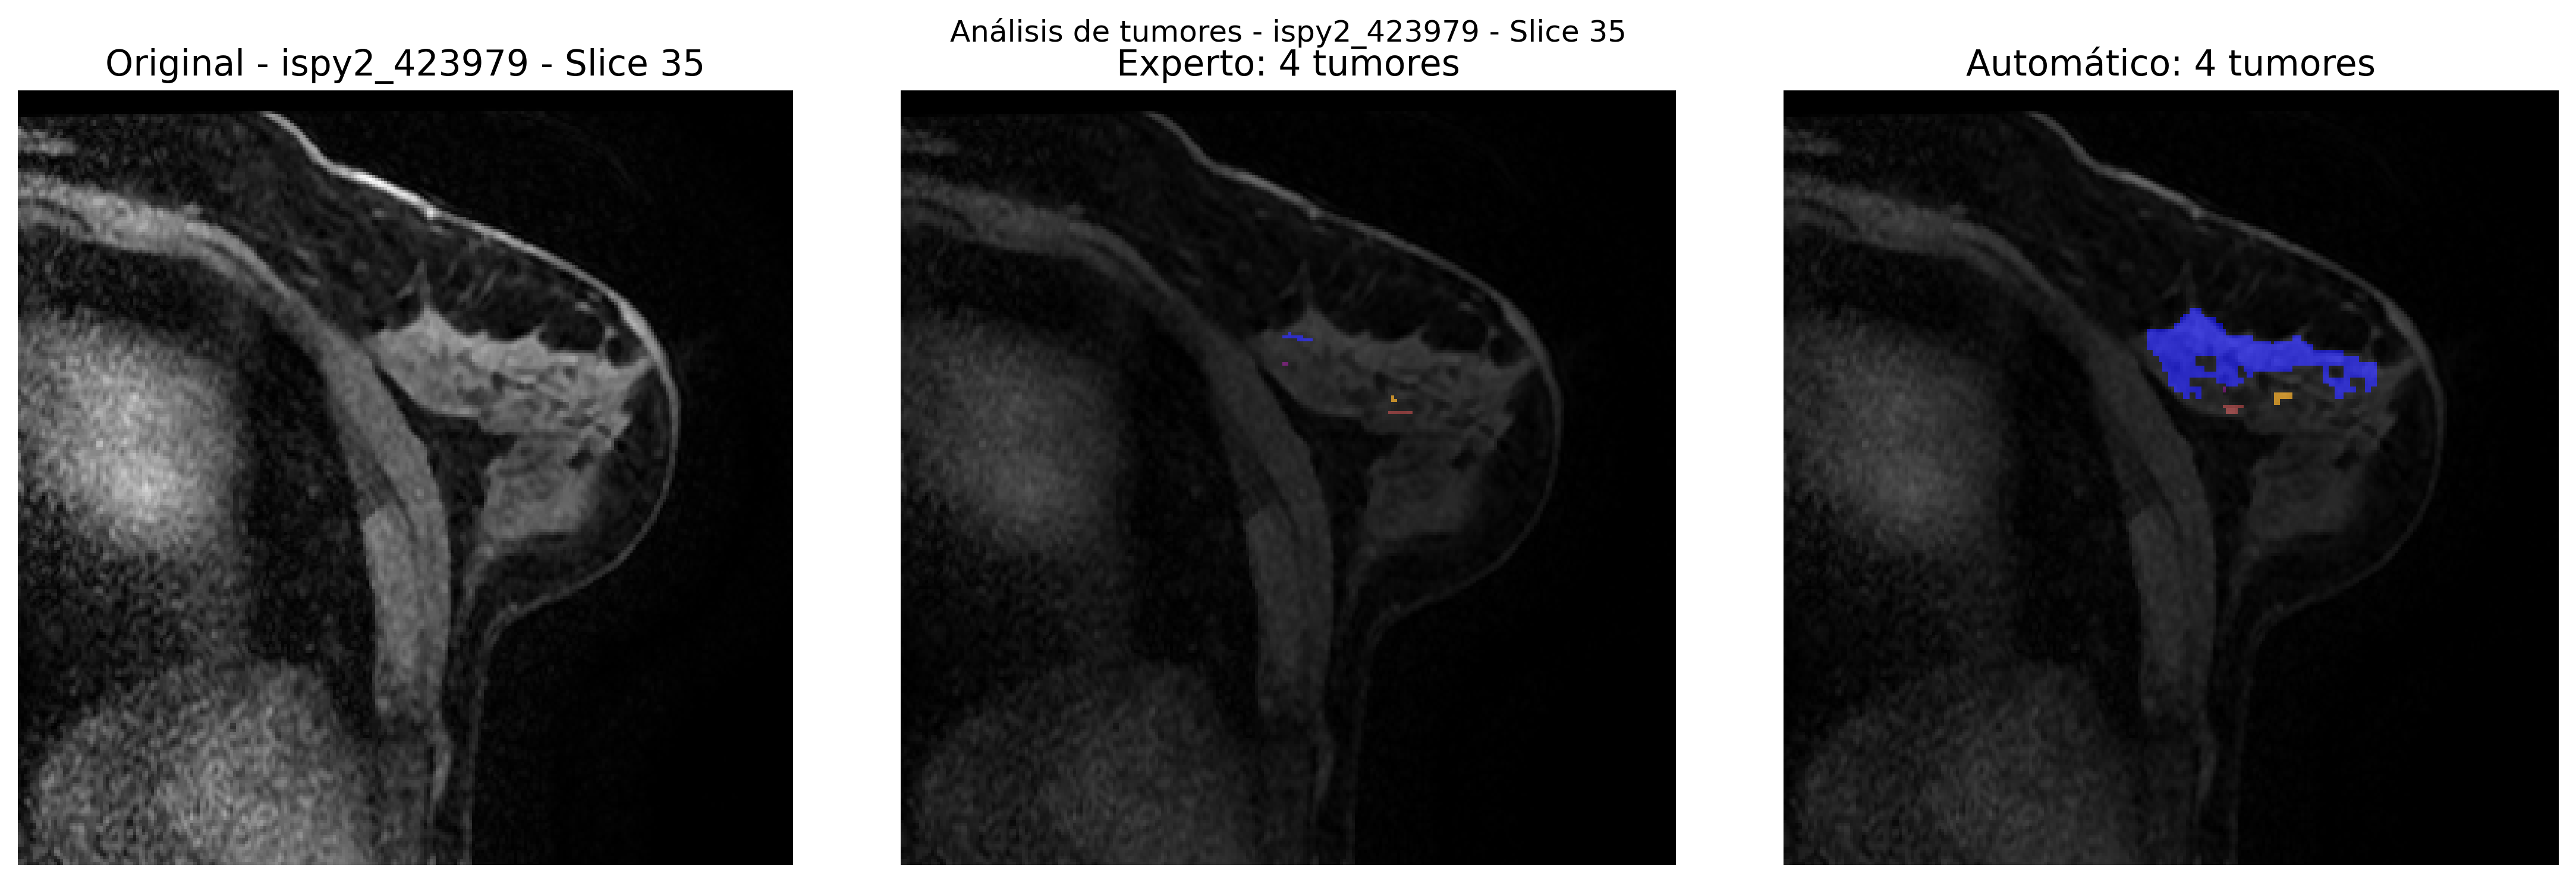 Análisis de tumores - ispy2_423979 - Slice 35
Original - ispy2_423979 - Slice 35
Experto: 4 tumores
Automático: 4 tumores